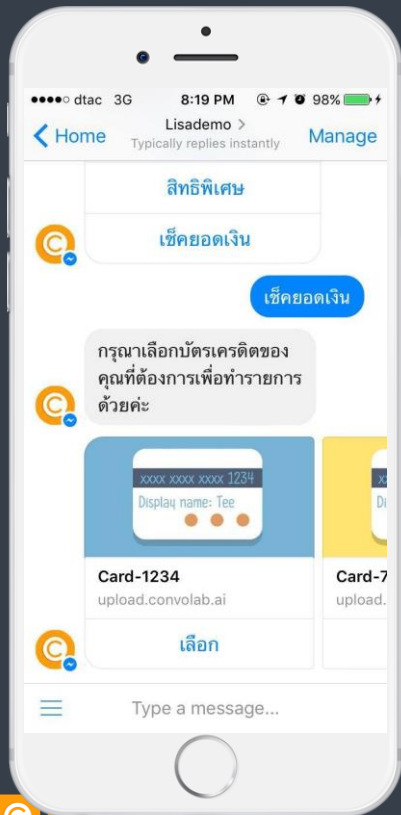 dtac 3G 8:19 PM 98%
Home Lisademo > Manage
Typically replies instantly
สิทธิพิเศษ
เช็คยอดเงิน
เช็คยอดเงิน
กรุณาเลือกบัตรเครดิตของ
คุณที่ต้องการเพื่อทำรายการ
ด้วยค่ะ
xxxx xxxx xxxx 1234
Display name: Tee
Card-1234
upload.convolab.ai
เลือก
Card-7
upload.
Type a message...